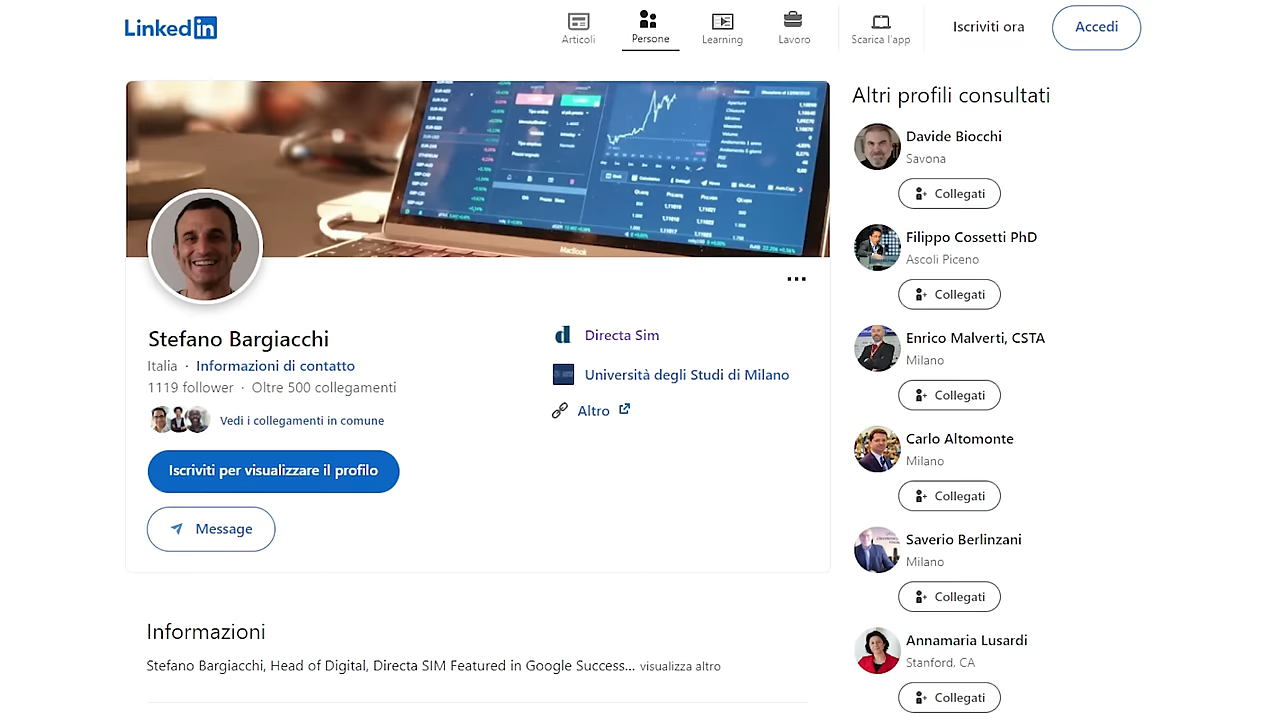 LinkedIn
Articoli
Persone
Learning
Lavoro
Scarica l'app
Iscriviti ora
Accedi
MacBook
Stefano Bargiacchi
Italia · Informazioni di contatto
1119 follower · Oltre 500 collegamenti
Vedi i collegamenti in comune
Iscriviti per visualizzare il profilo
Message
Directa Sim
Università degli Studi di Milano
Altro
Informazioni
Stefano Bargiacchi, Head of Digital, Directa SIM Featured in Google Success... visualizza altro
Altri profili consultati
Davide Biocchi
Savona
Collegati
Filippo Cossetti PhD
Ascoli Piceno
Collegati
Enrico Malverti, CSTA
Milano
Collegati
Carlo Altomonte
Milano
Collegati
Saverio Berlinzani
Milano
Collegati
Annamaria Lusardi
Stanford, CA
Collegati